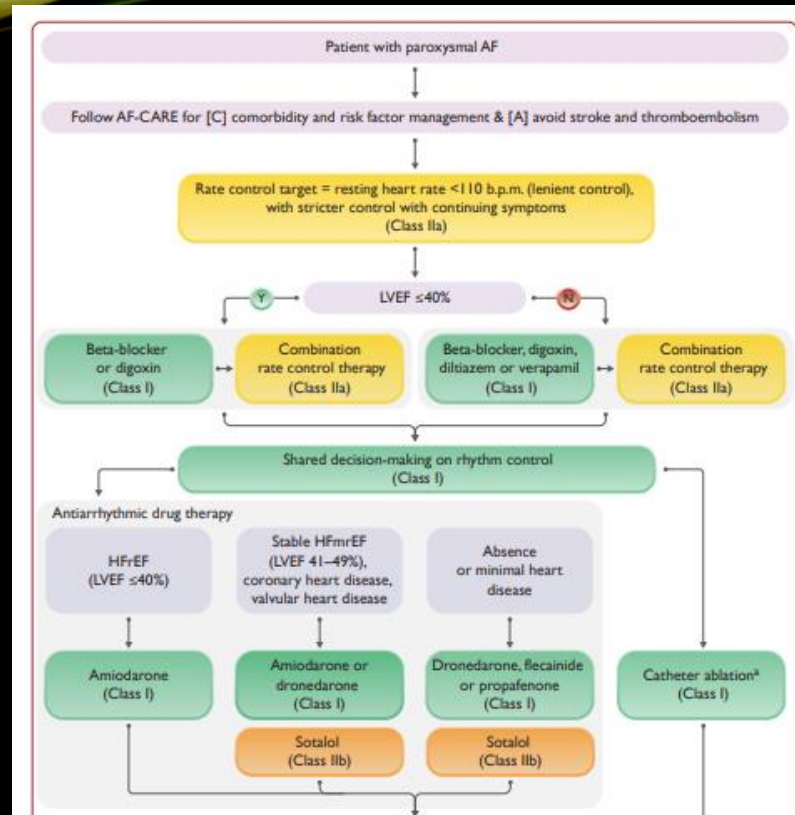 Patient with paroxysmal AF
Follow AF-CARE for [C] comorbidity and risk factor management & [A] avoid stroke and thromboembolism
Rate control target = resting heart rate <110 b.p.m. (lenient control),
with stricter control with continuing symptoms
(Class IIa)
Y
LVEF ≤40%
N
Beta-blocker
or digoxin
(Class I)
Combination
rate control therapy
(Class IIa)
Beta-blocker, digoxin,
diltiazem or verapamil
(Class I)
Combination
rate control therapy
(Class IIa)
Shared decision-making on rhythm control
(Class I)
Antiarrhythmic drug therapy
HFrEF
(LVEF ≤40%)
Stable HFmrEF
(LVEF 41–49%),
coronary heart disease,
valvular heart disease
Absence
or minimal heart
disease
Amiodarone
(Class I)
Amiodarone or
dronedarone
(Class I)
Dronedarone, flecainide
or propafenone
(Class I)
Catheter ablationª
(Class I)
Sotalol
(Class IIb)
Sotalol
(Class IIb)